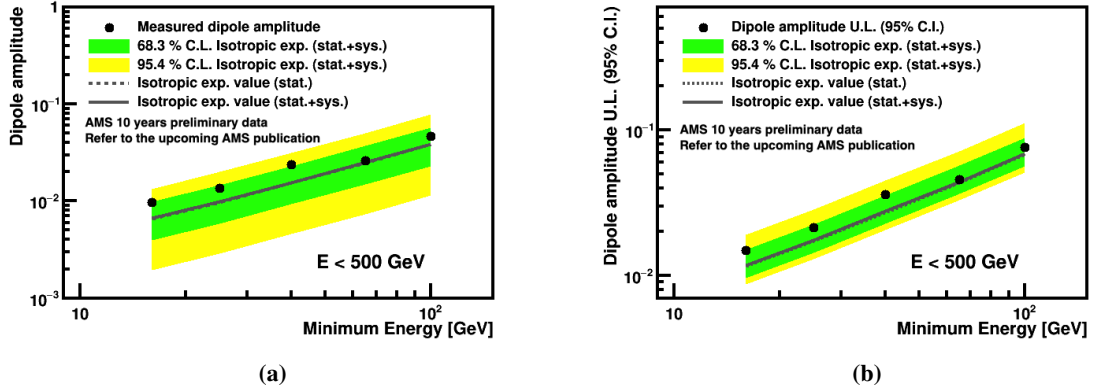 Dipole amplitude
1
10⁻¹
10⁻²
10⁻³
Measured dipole amplitude
68.3 % C.L. Isotropic exp. (stat.+sys.)
95.4 % C.L. Isotropic exp. (stat.+sys.)
Isotropic exp. value (stat.)
Isotropic exp. value (stat.+sys.)
AMS 10 years preliminary data
Refer to the upcoming AMS publication
E < 500 GeV
10
10²
Minimum Energy [GeV]
(a)
Dipole amplitude U.L. (95% C.I.)
10⁻¹
10⁻²
Dipole amplitude U.L. (95% C.I.)
68.3 % C.L. Isotropic exp. (stat.+sys.)
95.4 % C.L. Isotropic exp. (stat.+sys.)
Isotropic exp. value (stat.)
Isotropic exp. value (stat.+sys.)
AMS 10 years preliminary data
Refer to the upcoming AMS publication
E < 500 GeV
10
10²
Minimum Energy [GeV]
(b)